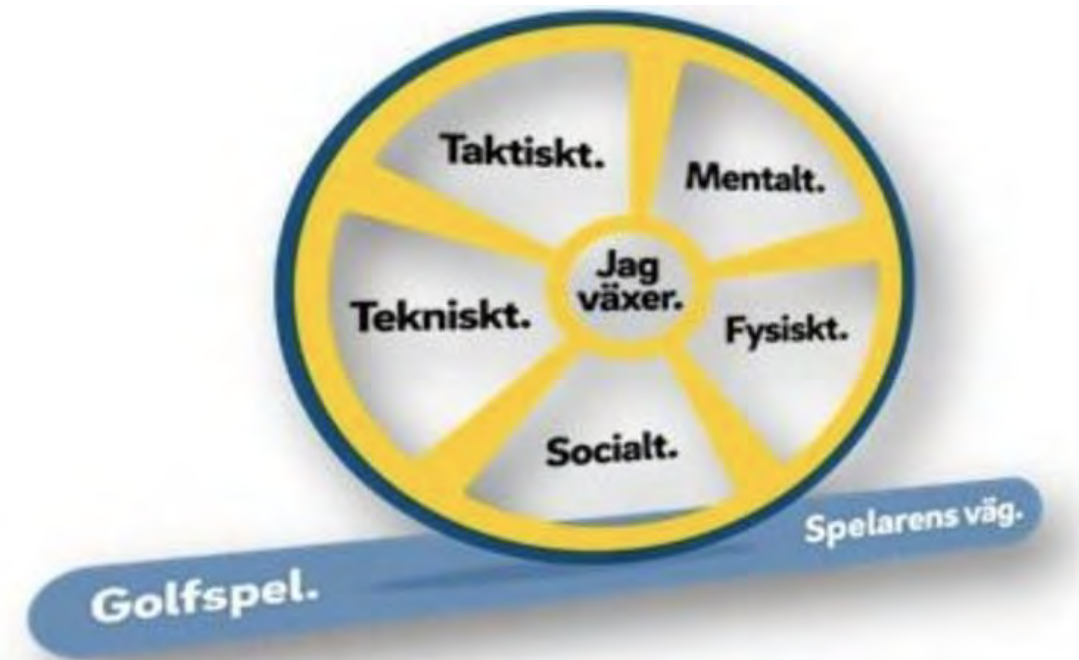 Taktiskt.
Mentalt.
Jag
växer.
Tekniskt.
Fysiskt.
Socialt.
Spelarens väg.
Golfspel.